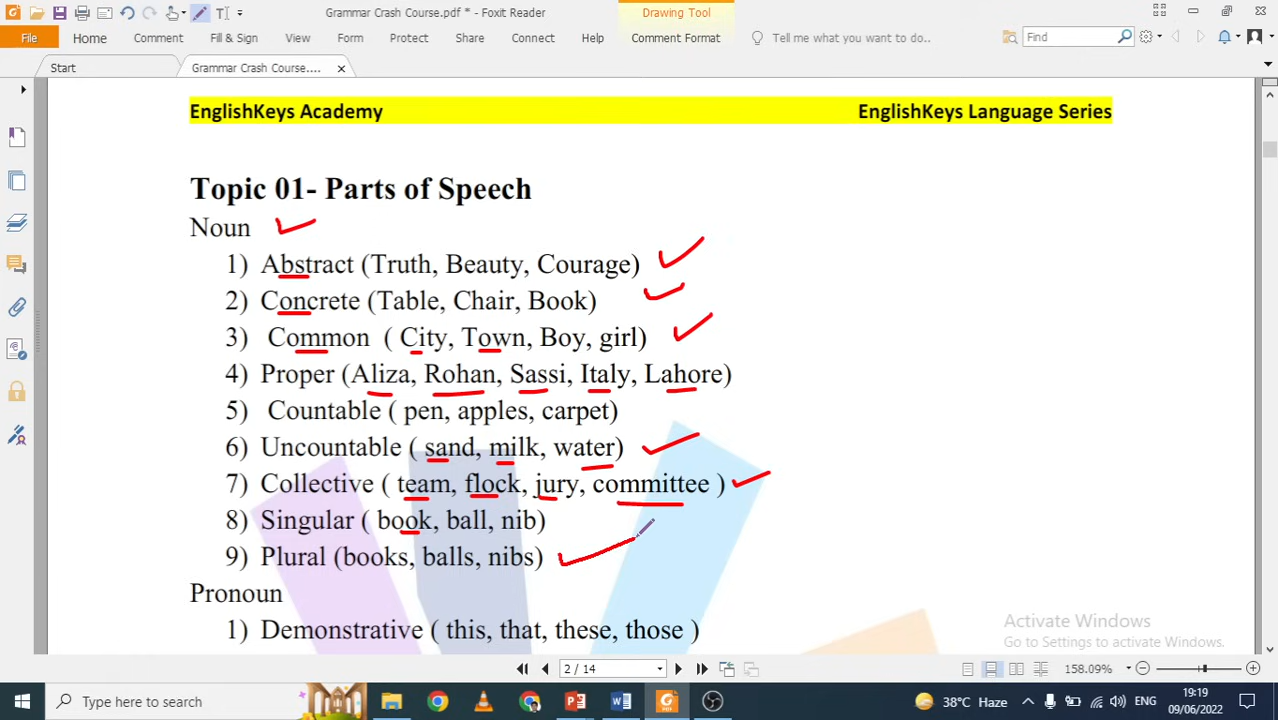 Grammar Crash Course.pdf * - Foxit Reader
Drawing Tool
File Home Comment Fill & Sign View Form Protect Share Connect Help Comment Format Tell me what you want to do.. Find
Start Grammar Crash Course....
EnglishKeys Academy EnglishKeys Language Series
Topic 01- Parts of Speech
Noun
1) Abstract (Truth, Beauty, Courage)
2) Concrete (Table, Chair, Book)
3) Common ( City, Town, Boy, girl)
4) Proper (Aliza, Rohan, Sassi, Italy, Lahore)
5) Countable ( pen, apples, carpet)
6) Uncountable ( sand, milk, water)
7) Collective ( team, flock, jury, committee )
8) Singular ( book, ball, nib)
9) Plural (books, balls, nibs)
Pronoun
1) Demonstrative ( this, that, these, those )
Activate Windows
Go to Settings to activate Windows.
2 / 14 158.09%
Type here to search 38°C Haze ENG 19:19
09/06/2022